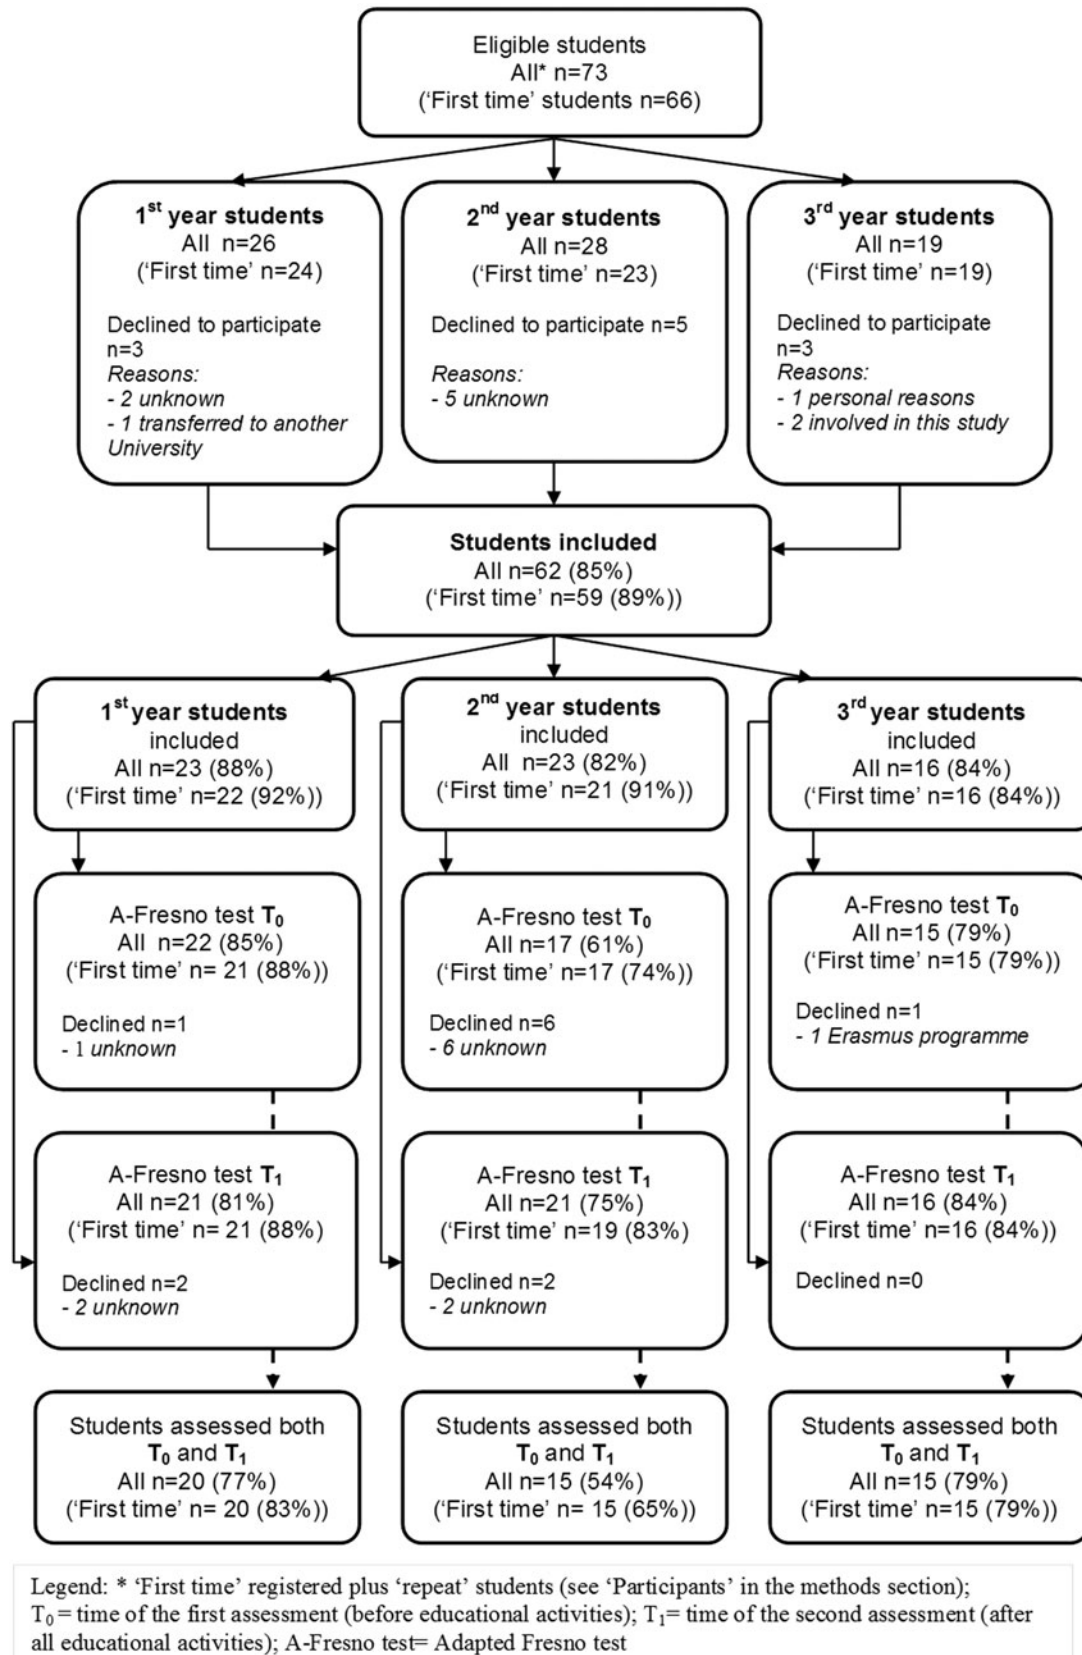 Eligible students
All* n=73
(‘First time’ students n=66)
1st year students
All n=26
(‘First time’ n=24)
Declined to participate
n=3
Reasons:
- 2 unknown
- 1 transferred to another
University
2nd year students
All n=28
(‘First time’ n=23)
Declined to participate n=5
Reasons:
- 5 unknown
3rd year students
All n=19
(‘First time’ n=19)
Declined to participate
n=3
Reasons:
- 1 personal reasons
- 2 involved in this study
Students included
All n=62 (85%)
(‘First time’ n=59 (89%))
1st year students
included
All n=23 (88%)
(‘First time’ n=22 (92%))
2nd year students
included
All n=23 (82%)
(‘First time’ n=21 (91%))
3rd year students
included
All n=16 (84%)
(‘First time’ n=16 (84%))
A-Fresno test T0
All n=22 (85%)
(‘First time’ n= 21 (88%))
Declined n=1
- 1 unknown
A-Fresno test T0
All n=17 (61%)
(‘First time’ n=17 (74%))
Declined n=6
- 6 unknown
A-Fresno test T0
All n=15 (79%)
(‘First time’ n=15 (79%))
Declined n=1
- 1 Erasmus programme
A-Fresno test T1
All n=21 (81%)
(‘First time’ n= 21 (88%)
Declined n=2
- 2 unknown
A-Fresno test T1
All n=21 (75%)
(‘First time’ n=19 (83%)
Declined n=2
- 2 unknown
A-Fresno test T1
All n=16 (84%)
(‘First time’ n=16 (84%))
Declined n=0
Students assessed both
T0 and T1
All n=20 (77%)
(‘First time’ n= 20 (83%))
Students assessed both
T0 and T1
All n=15 (54%)
(‘First time’ n= 15 (65%))
Students assessed both
T0 and T1
All n=15 (79%)
(‘First time’ n=15 (79%))
Legend: * ‘First time’ registered plus ‘repeat’ students (see ‘Participants’ in the methods section);
T0 = time of the first assessment (before educational activities); T1= time of the second assessment (after
all educational activities); A-Fresno test= Adapted Fresno test